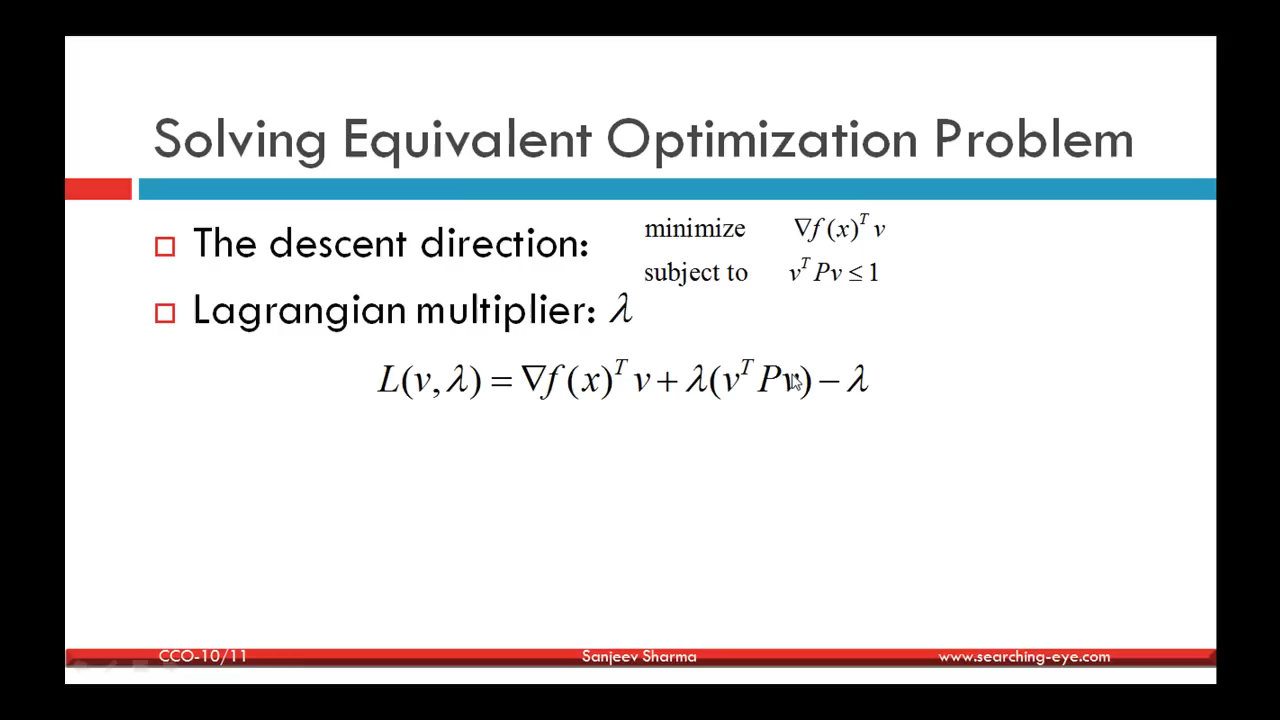 Solving Equivalent Optimization Problem
The descent direction: minimize ∇f(x)^T v
subject to v^T Pv ≤ 1
Lagrangian multiplier: λ
L(v, λ) = ∇f(x)^T v + λ(v^T Pv) − λ
CCO-10/11 Sanjeev Sharma www.searching-eye.com